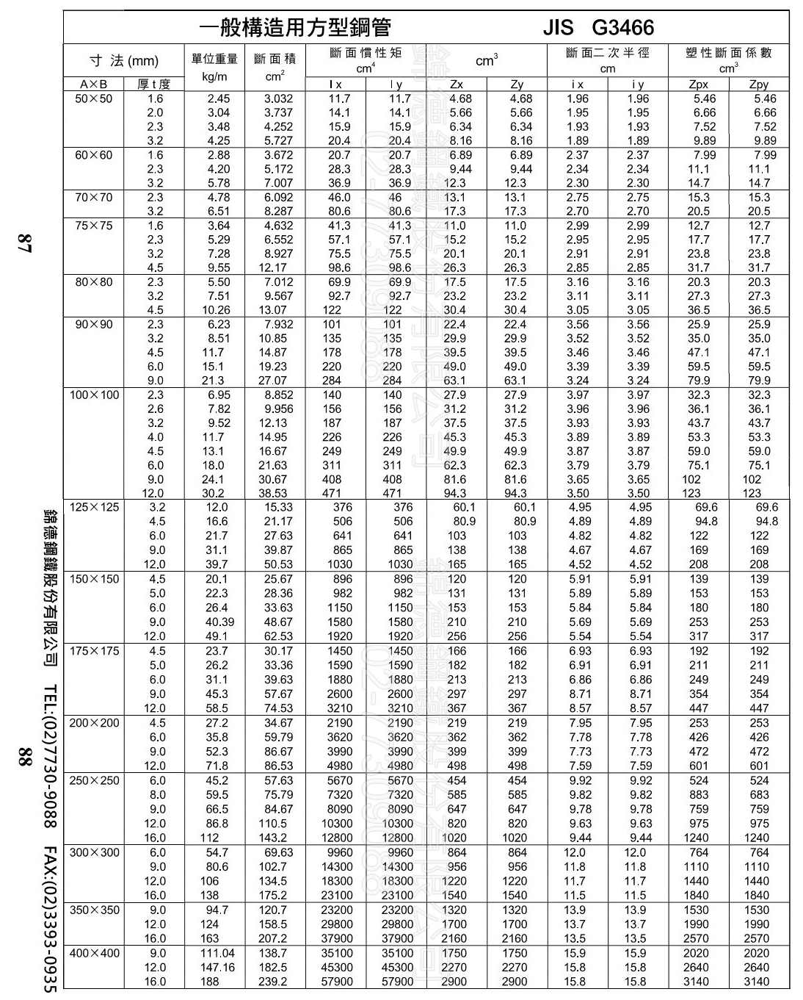 一般構造用方型鋼管 JIS G3466
寸 法 (mm) 單位重量 kg/m 斷面積 cm² 斷面慣性矩 cm⁴ cm³ 斷面二次半徑 cm 塑性斷面係數 cm³
A×B 厚 t 度 I x I y Zx Zy i x i y Zpx Zpy
50×50 1.6 2.45 3.032 11.7 11.7 4.68 4.68 1.96 1.96 5.46 5.46
2.0 3.04 3.737 14.1 14.1 5.66 5.66 1.95 1.95 6.66 6.66
2.3 3.48 4.252 15.9 15.9 6.34 6.34 1.93 1.93 7.52 7.52
3.2 4.25 5.727 20.4 20.4 8.16 8.16 1.89 1.89 9.89 9.89
60×60 1.6 2.88 3.672 20.7 20.7 6.89 6.89 2.37 2.37 7.99 7.99
2.3 4.20 5.172 28.3 28.3 9.44 9.44 2.34 2.34 11.1 11.1
3.2 5.78 7.007 36.9 36.9 12.3 12.3 2.30 2.30 14.7 14.7
70×70 2.3 4.78 6.092 46.0 46 13.1 13.1 2.75 2.75 15.3 15.3
3.2 6.51 8.287 80.6 80.6 17.3 17.3 2.70 2.70 20.5 20.5
75×75 1.6 3.64 4.632 41.3 41.3 11.0 11.0 2.99 2.99 12.7 12.7
2.3 5.29 6.552 57.1 57.1 15.2 15.2 2.95 2.95 17.7 17.7
3.2 7.28 8.927 75.5 75.5 20.1 20.1 2.91 2.91 23.8 23.8
4.5 9.55 12.17 98.6 98.6 26.3 26.3 2.85 2.85 31.7 31.7
80×80 2.3 5.50 7.012 69.9 69.9 17.5 17.5 3.16 3.16 20.3 20.3
3.2 7.51 9.567 92.7 92.7 23.2 23.2 3.11 3.11 27.3 27.3
4.5 10.26 13.07 122 122 30.4 30.4 3.05 3.05 36.5 36.5
90×90 2.3 6.23 7.932 101 101 22.4 22.4 3.56 3.56 25.9 25.9
3.2 8.51 10.85 135 135 29.9 29.9 3.52 3.52 35.0 35.0
4.5 11.7 14.87 178 178 39.5 39.5 3.46 3.46 47.1 47.1
6.0 15.1 19.23 220 220 49.0 49.0 3.39 3.39 59.5 59.5
9.0 21.3 27.07 284 284 63.1 63.1 3.24 3.24 79.9 79.9
100×100 2.3 6.95 8.852 140 140 27.9 27.9 3.97 3.97 32.3 32.3
2.6 7.82 9.956 156 156 31.2 31.2 3.96 3.96 36.1 36.1
3.2 9.52 12.13 187 187 37.5 37.5 3.93 3.93 43.7 43.7
4.0 11.7 14.95 226 226 45.3 45.3 3.89 3.89 53.3 53.3
4.5 13.1 16.67 249 249 49.9 49.9 3.87 3.87 59.0 59.0
6.0 18.0 21.63 311 311 62.3 62.3 3.79 3.79 75.1 75.1
9.0 24.1 30.67 408 408 81.6 81.6 3.65 3.65 102 102
12.0 30.2 38.53 471 471 94.3 94.3 3.50 3.50 123 123
125×125 3.2 12.0 15.33 376 376 60.1 60.1 4.95 4.95 69.6 69.6
4.5 16.6 21.17 506 506 80.9 80.9 4.89 4.89 94.8 94.8
6.0 21.7 27.63 641 641 103 103 4.82 4.82 122 122
9.0 31.1 39.87 865 865 138 138 4.67 4.67 169 169
12.0 39.7 50.53 1030 1030 165 165 4.52 4.52 208 208
150×150 4.5 20.1 25.67 896 896 120 120 5.91 5.91 139 139
5.0 22.3 28.36 982 982 131 131 5.89 5.89 153 153
6.0 26.4 33.63 1150 1150 153 153 5.84 5.84 180 180
9.0 40.39 48.67 1580 1580 210 210 5.69 5.69 253 253
12.0 49.1 62.53 1920 1920 256 256 5.54 5.54 317 317
175×175 4.5 23.7 30.17 1450 1450 166 166 6.93 6.93 192 192
5.0 26.2 33.36 1590 1590 182 182 6.91 6.91 211 211
6.0 31.1 39.63 1880 1880 213 213 6.86 6.86 249 249
9.0 45.3 57.67 2600 2600 297 297 8.71 8.71 354 354
12.0 58.5 74.53 3210 3210 367 367 8.57 8.57 447 447
200×200 4.5 27.2 34.67 2190 2190 219 219 7.95 7.95 253 253
6.0 35.8 59.79 3620 3620 362 362 7.78 7.78 426 426
9.0 52.3 86.67 3990 3990 399 399 7.73 7.73 472 472
12.0 71.8 86.53 4980 4980 498 498 7.59 7.59 601 601
250×250 6.0 45.2 57.63 5670 5670 454 454 9.92 9.92 524 524
8.0 59.5 75.79 7320 7320 585 585 9.82 9.82 883 683
9.0 66.5 84.67 8090 8090 647 647 9.78 9.78 759 759
12.0 86.8 110.5 10300 10300 820 820 9.63 9.63 975 975
16.0 112 143.2 12800 12800 1020 1020 9.44 9.44 1240 1240
300×300 6.0 54.7 69.63 9960 9960 864 864 12.0 12.0 764 764
9.0 80.6 102.7 14300 14300 956 956 11.8 11.8 1110 1110
12.0 106 134.5 18300 18300 1220 1220 11.7 11.7 1440 1440
16.0 138 175.2 23100 23100 1540 1540 11.5 11.5 1840 1840
350×350 9.0 94.7 120.7 23200 23200 1320 1320 13.9 13.9 1530 1530
12.0 124 158.5 29800 29800 1700 1700 13.7 13.7 1990 1990
16.0 163 207.2 37900 37900 2160 2160 13.5 13.5 2570 2570
400×400 9.0 111.04 138.7 35100 35100 1750 1750 15.9 15.9 2020 2020
12.0 147.16 182.5 45300 45300 2270 2270 15.8 15.8 2640 2640
16.0 188 239.2 57900 57900 2900 2900 15.8 15.8 3140 3140
87
88
錦德鋼鐵股份有限公司 TEL:(02)7730-9088 FAX:(02)3393-0935
錦德鋼鐵股份有限公司
02-77309088
錦德鋼鐵股份有限公司
02-77309088